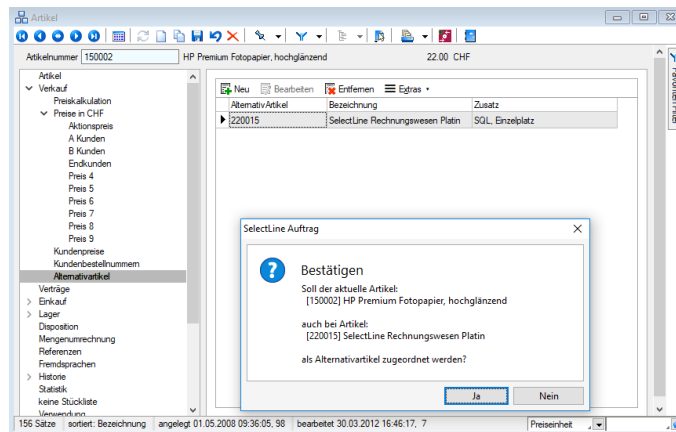 Artikel
Artikelnummer 150002 HP Premium Fotopapier, hochglänzend 22.00 CHF
Artikel
Verkauf
Preiskalkulation
Preise in CHF
Aktionspreis
A Kunden
B Kunden
Endkunden
Preis 4
Preis 5
Preis 6
Preis 7
Preis 8
Preis 9
Kundenpreise
Kundenbestellnummern
Alternativartikel
Verträge
Einkauf
Lager
Disposition
Mengenumrechnung
Referenzen
Fremdsprachen
Historie
Statistik
keine Stückliste
Verwendung
Neu Bearbeiten Entfernen Extras
AlternativArtikel Bezeichnung Zusatz
220015 SelectLine Rechnungswesen Platin SQL, Einzelplatz
SelectLine Auftrag
Bestätigen
Soll der aktuelle Artikel:
[150002] HP Premium Fotopapier, hochglänzend
auch bei Artikel:
[220015] SelectLine Rechnungswesen Platin
als Alternativartikel zugeordnet werden?
Ja Nein
Favoriten Filter
156 Sätze sortiert: Bezeichnung angelegt 01.05.2008 09:36:05, 98 bearbeitet 30.03.2012 16:46:17, 7 Preiseinheit